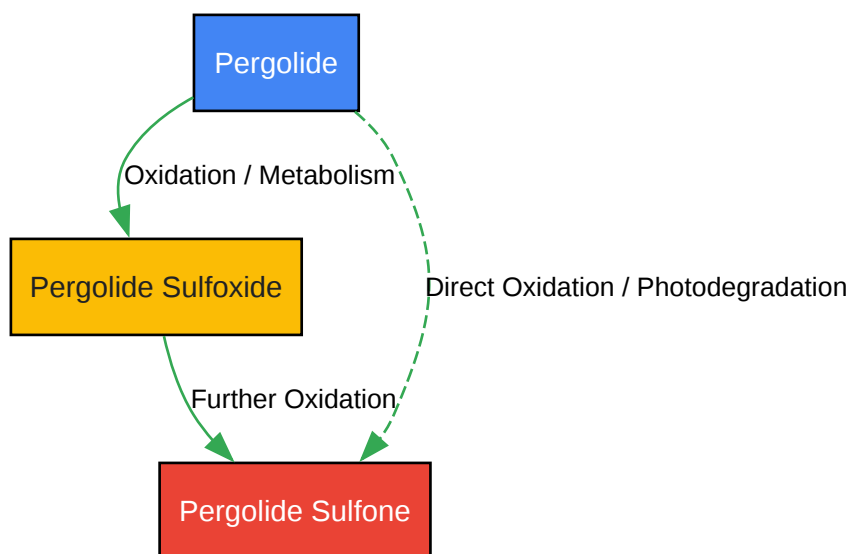 Pergolide
Oxidation / Metabolism
Pergolide Sulfoxide
Direct Oxidation / Photodegradation
Further Oxidation
Pergolide Sulfone